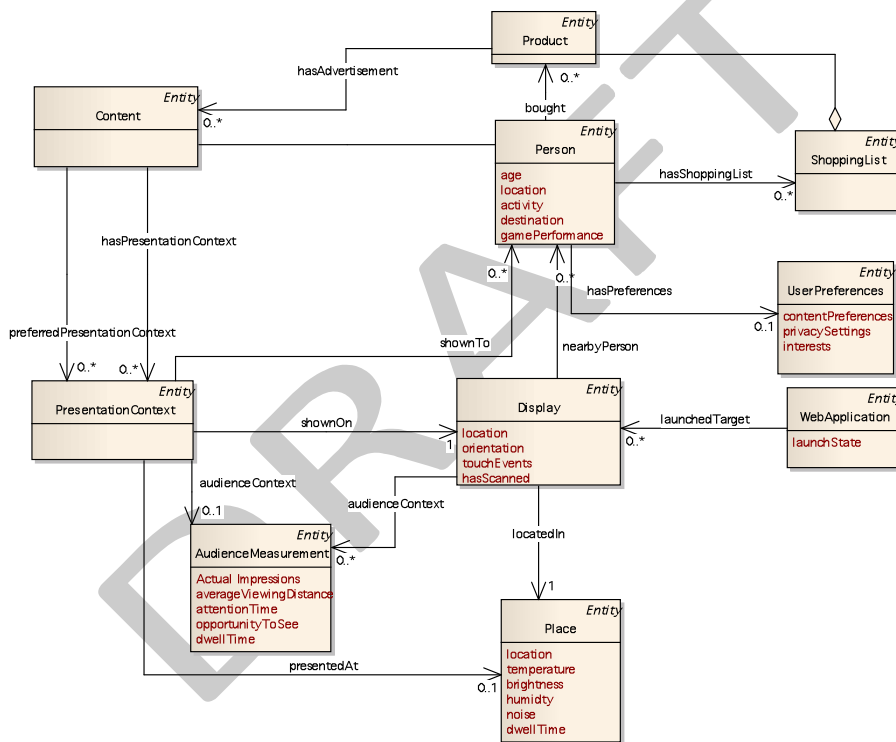 Entity
Product
hasAdvertisement
0..*
bought
Entity
Content
0..*
Entity
Person
age
location
activity
destination
gamePerformance
Entity
ShoppingList
hasShoppingList
0..*
hasPresentationContext
0..*
0..*
hasPreferences
Entity
UserPreferences
contentPreferences
privacySettings
interests
0..1
preferredPresentationContext
shownTo
nearbyPerson
0..*
0..*
Entity
PresentationContext
shownOn
1
Entity
Display
location
orientation
touchEvents
hasScanned
launchedTarget
0..*
Entity
WebApplication
launchState
audienceContext
0..1
audienceContext
0..*
locatedIn
1
Entity
AudienceMeasurement
Actual Impressions
averageViewingDistance
attentionTime
opportunityToSee
dwellTime
presentedAt
0..1
Entity
Place
location
temperature
brightness
humidty
noise
dwellTime
DRAFT